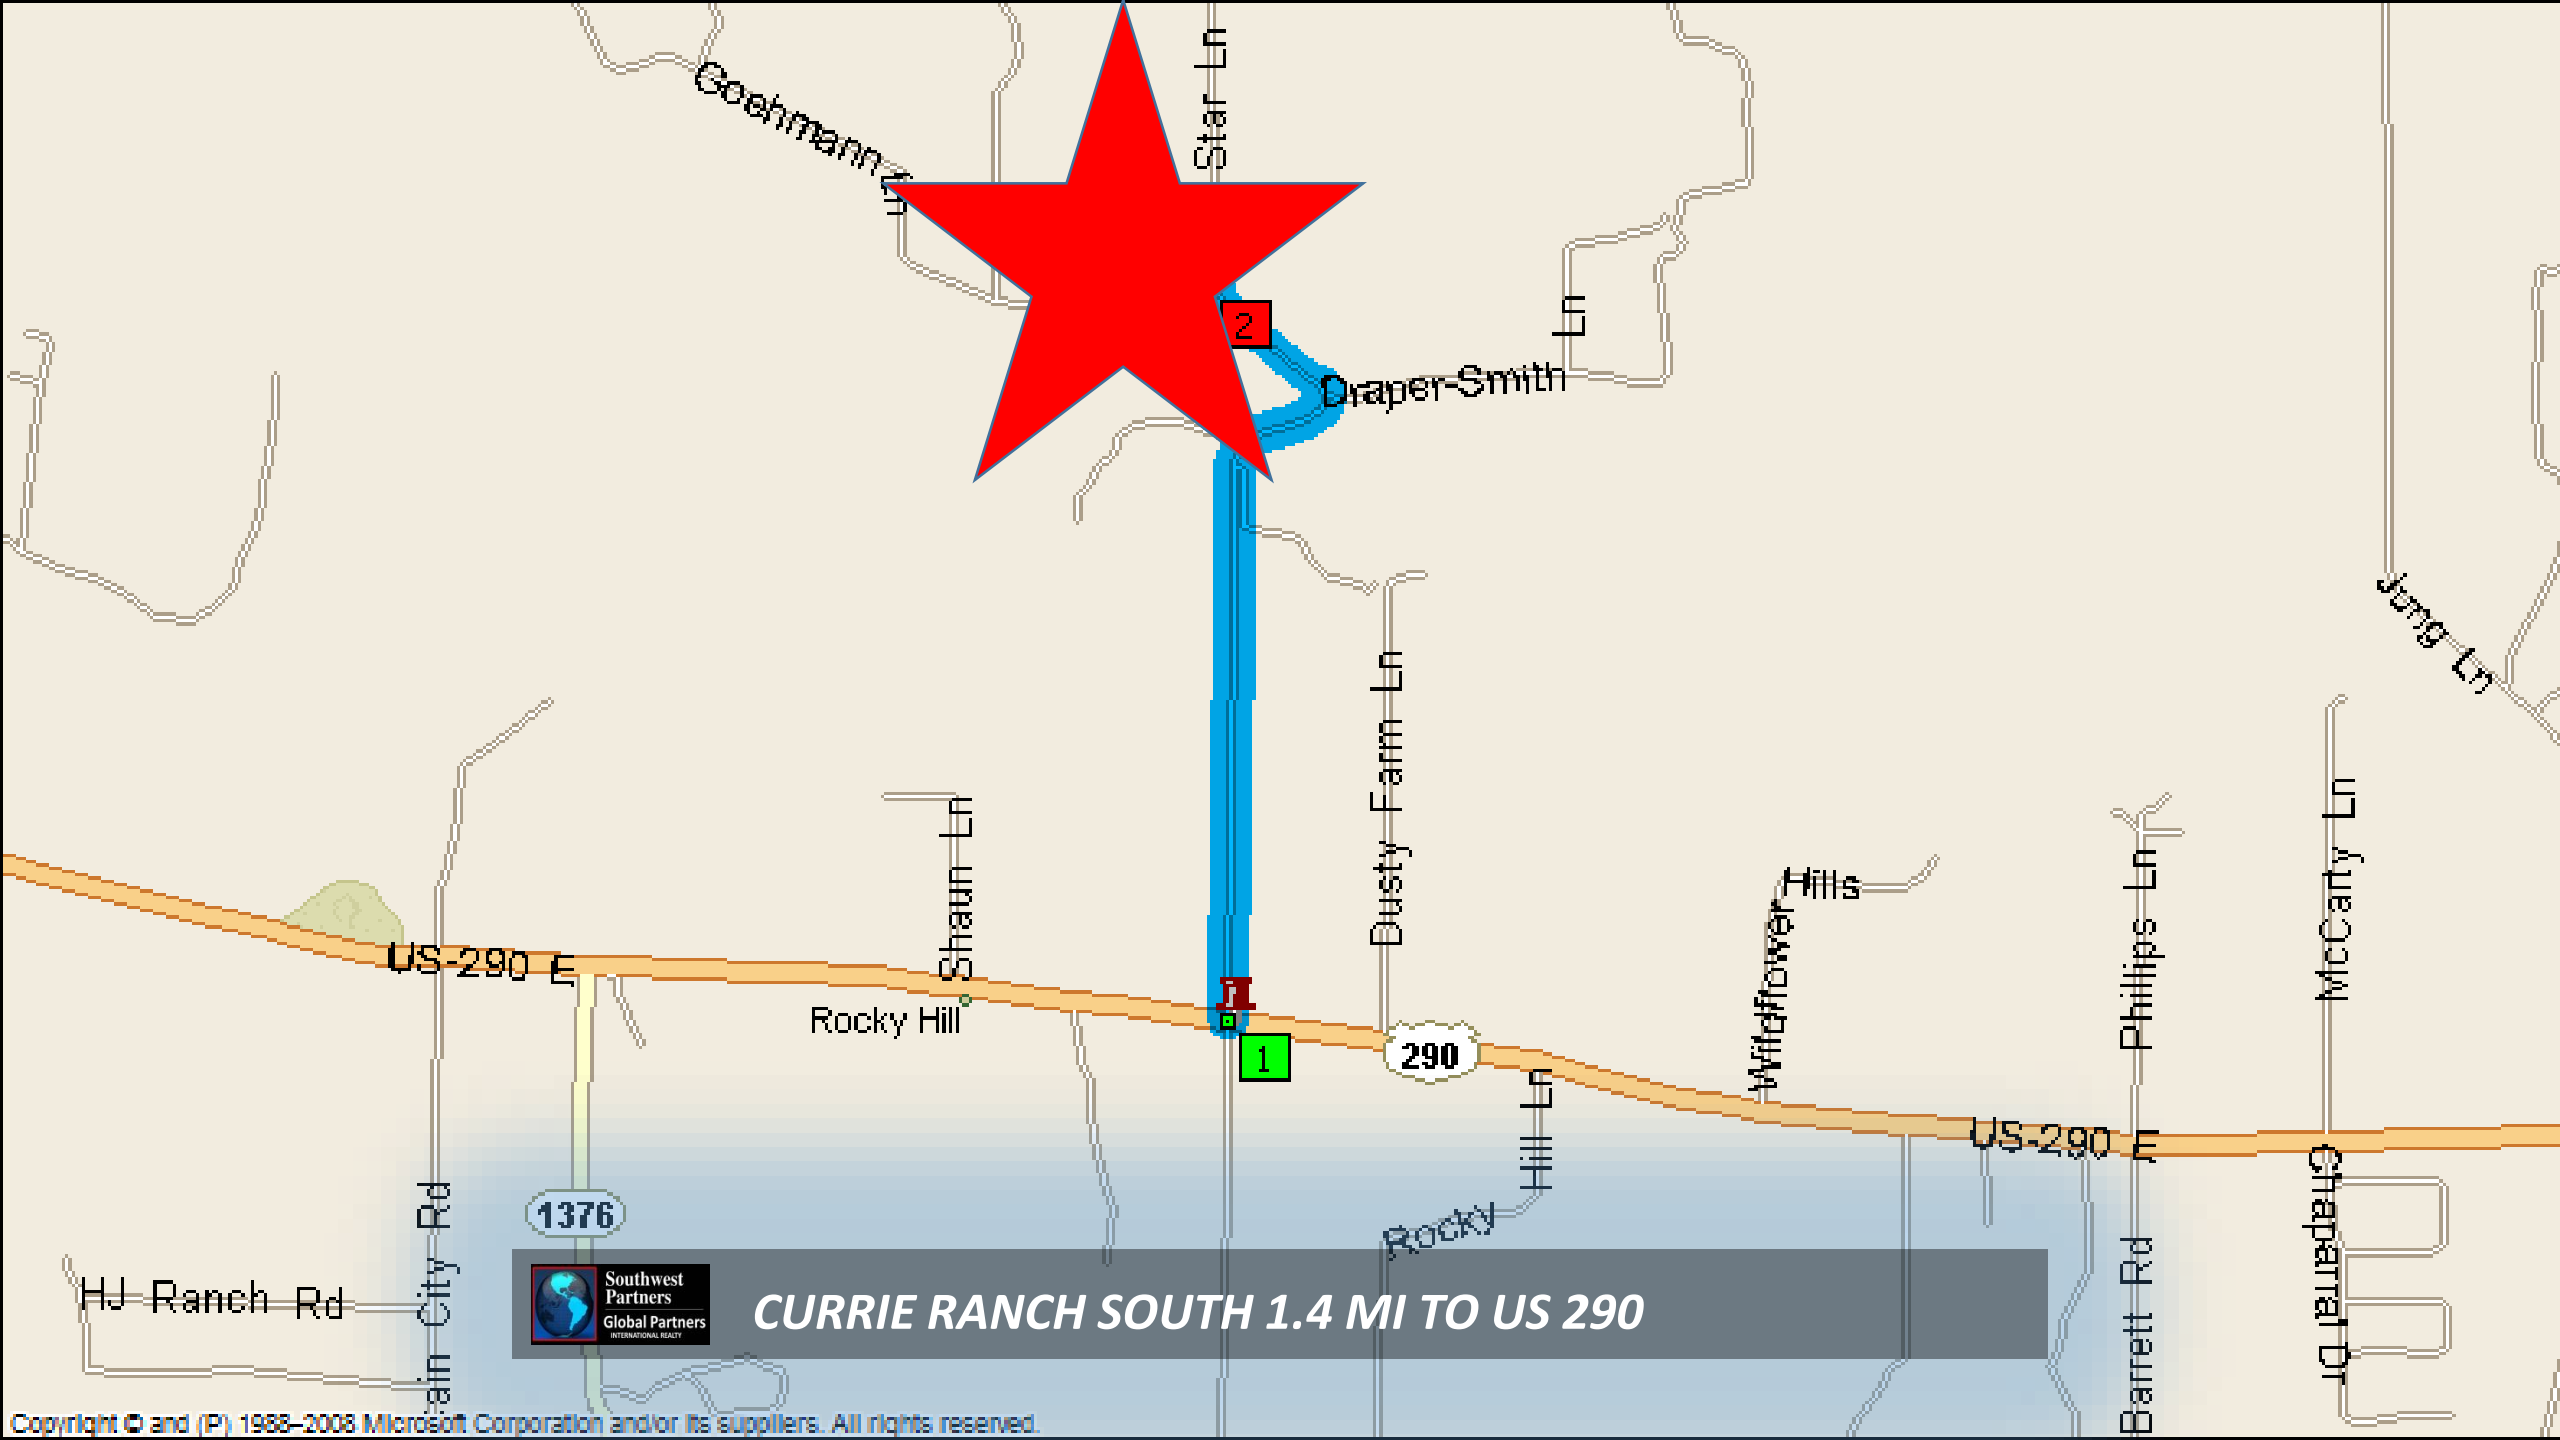 Goehmann Ln
Star Ln
2
Ln
Draper-Smith
Jung Ln
Dusty Farm Ln
Shaun Ln
McCarty Ln
Phillips Ln
Wildflower Hills
US-290 E
Rocky Hill
1
290
US-290 E
Rocky Hill Ln
1376
HJ Ranch Rd
ain City Rd
Barrett Rd
Chaparral Dr
Southwest
Partners
Global Partners
INTERNATIONAL REALTY
CURRIE RANCH SOUTH 1.4 MI TO US 290
Copyright © and (P) 1988–2008 Microsoft Corporation and/or its suppliers. All rights reserved.